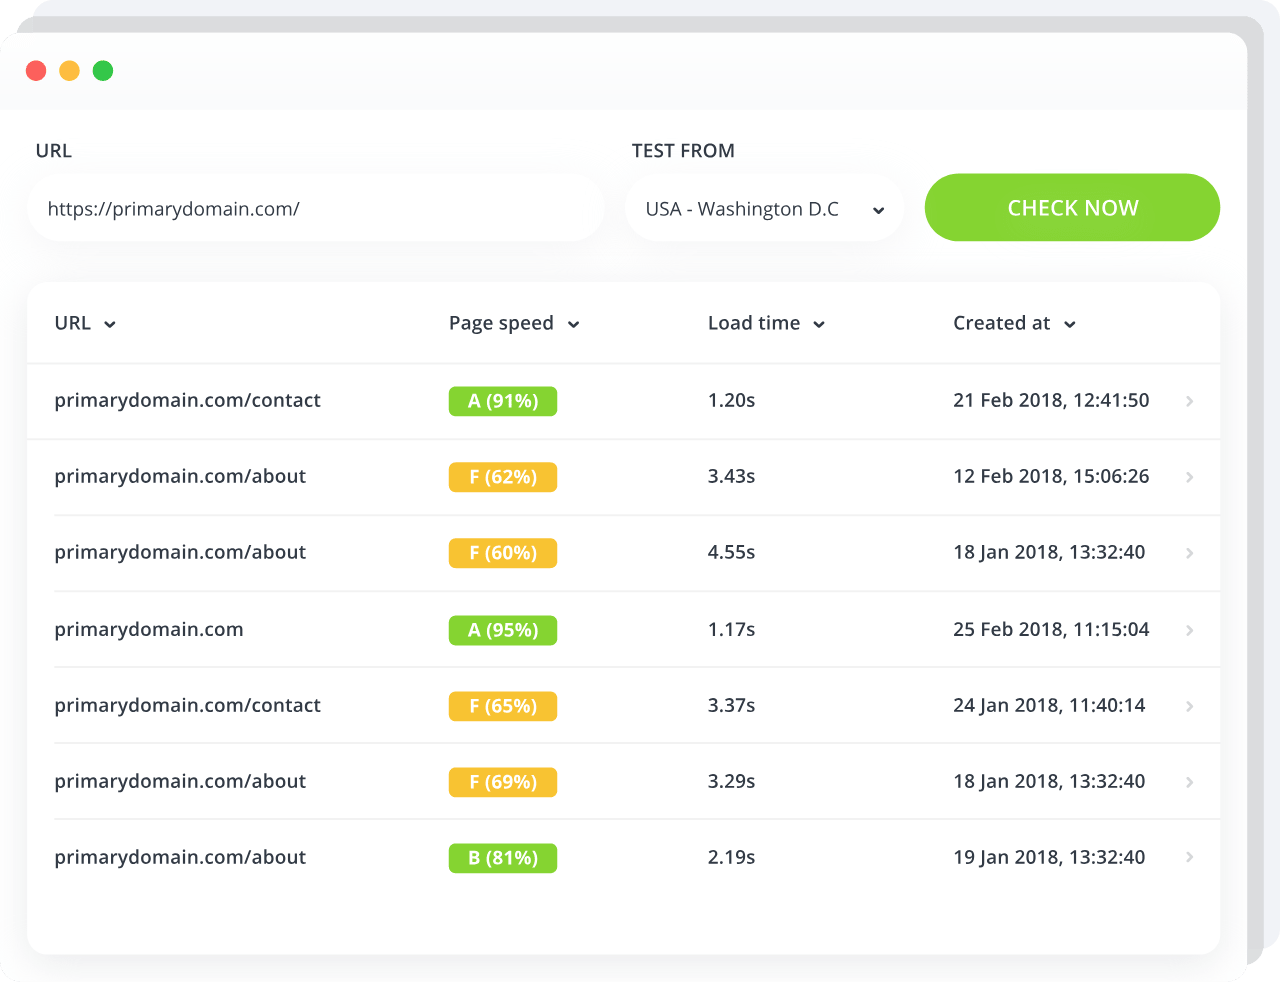 URL TEST FROM
https://primarydomain.com/ USA - Washington D.C CHECK NOW
URL Page speed Load time Created at
primarydomain.com/contact A (91%) 1.20s 21 Feb 2018, 12:41:50
primarydomain.com/about F (62%) 3.43s 12 Feb 2018, 15:06:26
primarydomain.com/about F (60%) 4.55s 18 Jan 2018, 13:32:40
primarydomain.com A (95%) 1.17s 25 Feb 2018, 11:15:04
primarydomain.com/contact F (65%) 3.37s 24 Jan 2018, 11:40:14
primarydomain.com/about F (69%) 3.29s 18 Jan 2018, 13:32:40
primarydomain.com/about B (81%) 2.19s 19 Jan 2018, 13:32:40